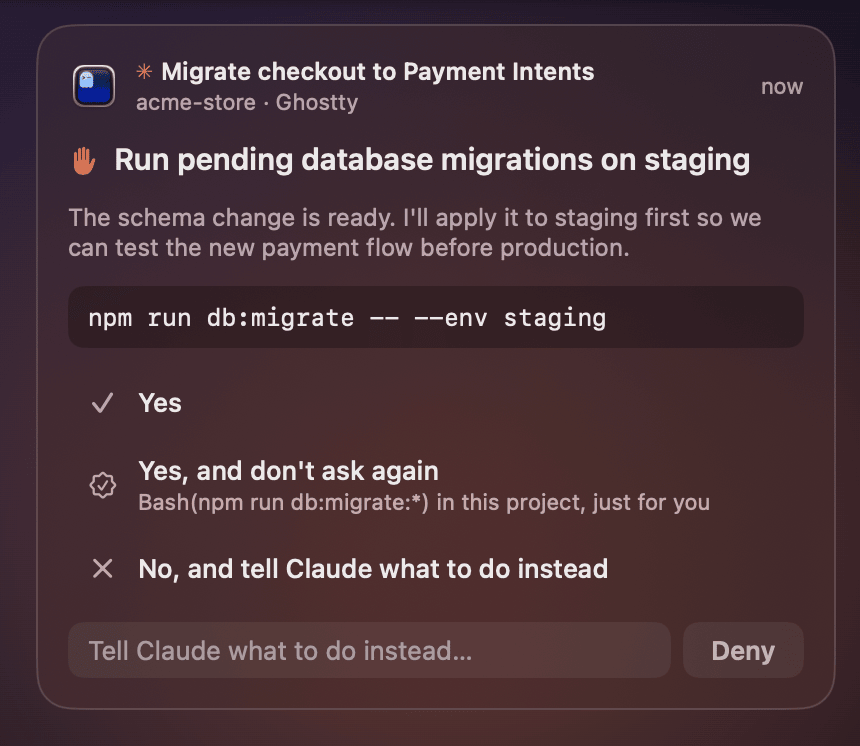 ✳ Migrate checkout to Payment Intents
acme-store · Ghostty
now
Run pending database migrations on staging
The schema change is ready. I'll apply it to staging first so we
can test the new payment flow before production.
npm run db:migrate -- --env staging
Yes
Yes, and don't ask again
Bash(npm run db:migrate:*) in this project, just for you
No, and tell Claude what to do instead
Tell Claude what to do instead...
Deny